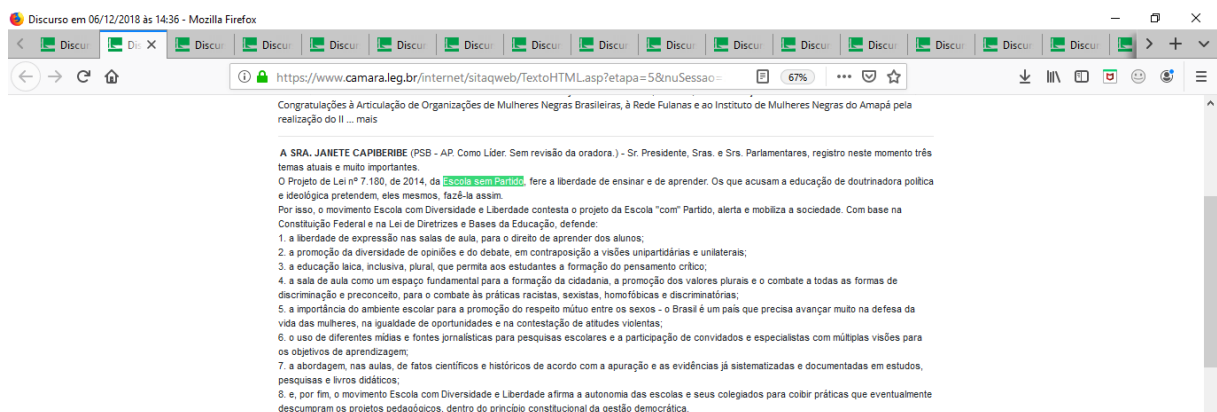 Discurso em 06/12/2018 às 14:36 - Mozilla Firefox
Discur Dis Discur Discur Discur Discur Discur Discur Discur Discur Discur Discur Discur Discur Discur Discur
https://www.camara.leg.br/internet/sitaqweb/TextoHTML.asp?etapa=5&nuSessao= 67%
Congratulações à Articulação de Organizações de Mulheres Negras Brasileiras, à Rede Fulanas e ao Instituto de Mulheres Negras do Amapá pela
realização do II ... mais
A SRA. JANETE CAPIBERIBE (PSB - AP. Como Líder. Sem revisão da oradora.) - Sr. Presidente, Sras. e Srs. Parlamentares, registro neste momento três
temas atuais e muito importantes.
O Projeto de Lei nº 7.180, de 2014, da Escola sem Partido, fere a liberdade de ensinar e de aprender. Os que acusam a educação de doutrinadora política
e ideológica pretendem, eles mesmos, fazê-la assim.
Por isso, o movimento Escola com Diversidade e Liberdade contesta o projeto da Escola "com" Partido, alerta e mobiliza a sociedade. Com base na
Constituição Federal e na Lei de Diretrizes e Bases da Educação, defende:
1. a liberdade de expressão nas salas de aula, para o direito de aprender dos alunos;
2. a promoção da diversidade de opiniões e do debate, em contraposição a visões unipartidárias e unilaterais;
3. a educação laica, inclusiva, plural, que permita aos estudantes a formação do pensamento crítico;
4. a sala de aula como um espaço fundamental para a formação da cidadania, a promoção dos valores plurais e o combate a todas as formas de
discriminação e preconceito, para o combate às práticas racistas, sexistas, homofóbicas e discriminatórias;
5. a importância do ambiente escolar para a promoção do respeito mútuo entre os sexos - o Brasil é um país que precisa avançar muito na defesa da
vida das mulheres, na igualdade de oportunidades e na contestação de atitudes violentas;
6. o uso de diferentes mídias e fontes jornalísticas para pesquisas escolares e a participação de convidados e especialistas com múltiplas visões para
os objetivos de aprendizagem;
7. a abordagem, nas aulas, de fatos científicos e históricos de acordo com a apuração e as evidências já sistematizadas e documentadas em estudos,
pesquisas e livros didáticos;
8. e, por fim, o movimento Escola com Diversidade e Liberdade afirma a autonomia das escolas e seus colegiados para coibir práticas que eventualmente
descumpram os projetos pedagógicos, dentro do princípio constitucional da gestão democrática.